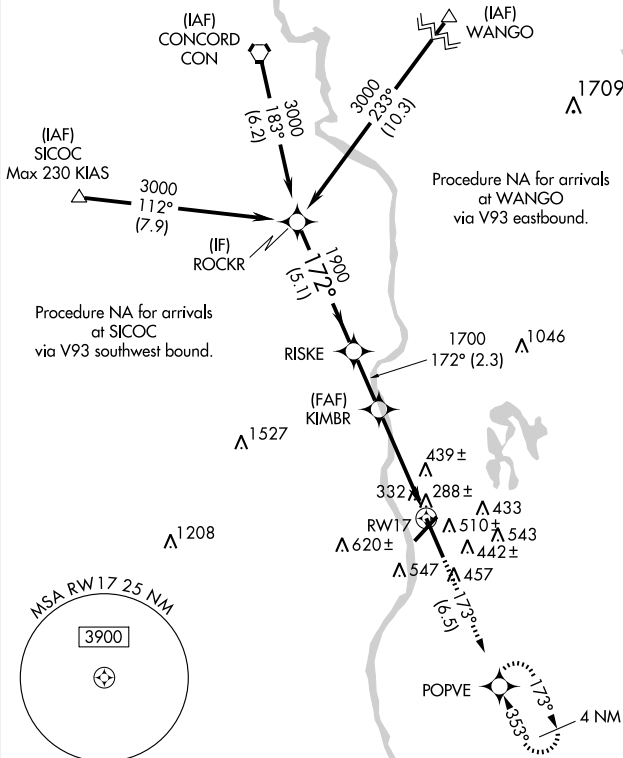 (IAF)
CONCORD
CON
(IAF)
WANGO
1709
3000
183°
(6.2)
3000
233°
(10.3)
(IAF)
SICOC
Max 230 KIAS
3000
112°
(7.9)
Procedure NA for arrivals
at WANGO
via V93 eastbound.
(IF)
ROCKR
1900
172°
(5.1)
Procedure NA for arrivals
at SICOC
via V93 southwest bound.
RISKE
1700
172° (2.3)
1046
(FAF)
KIMBR
1527
439±
332
288±
433
RW17
510±
543
1208
620±
442±
547
457
MSA RW17 25 NM
3900
173°
(6.5)
POPVE
173°
353°
4 NM